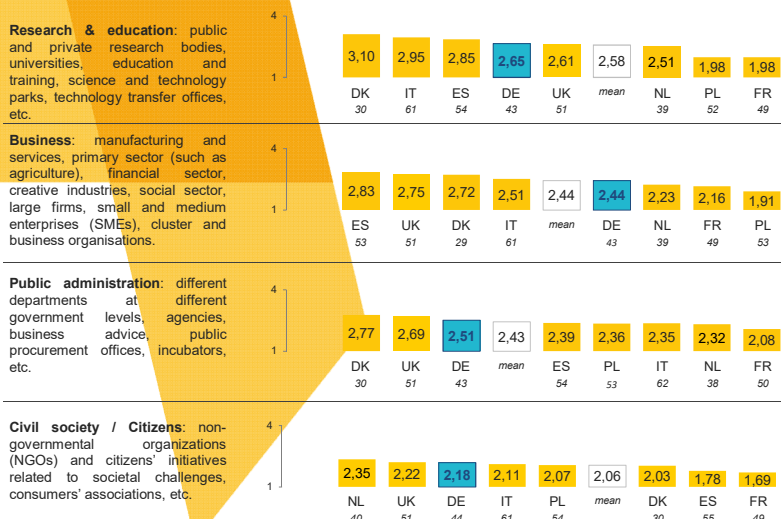 Research & education: public
and private research bodies,
universities, education and
training, science and technology
parks, technology transfer offices,
etc.
4
1
3,10 2,95 2,85 2,65 2,61 2,58 2,51 1,98 1,98
DK IT ES DE UK mean NL PL FR
30 61 54 43 51 39 52 49
Business: manufacturing and
services, primary sector (such as
agriculture), financial sector,
creative industries, social sector,
large firms, small and medium
enterprises (SMEs), cluster and
business organisations.
4
1
2,83 2,75 2,72 2,51 2,44 2,44 2,23 2,16 1,91
ES UK DK IT mean DE NL FR PL
53 51 29 61 43 39 49 53
Public administration: different
departments at different
government levels, agencies,
business advice, public
procurement offices, incubators,
etc.
4
1
2,77 2,69 2,51 2,43 2,39 2,36 2,35 2,32 2,08
DK UK DE mean ES PL IT NL FR
30 51 43 54 53 62 38 50
Civil society / Citizens: non-
governmental organizations
(NGOs) and citizens' initiatives
related to societal challenges,
consumers' associations, etc.
4
1
2,35 2,22 2,18 2,11 2,07 2,06 2,03 1,78 1,69
NL UK DE IT PL mean DK ES FR
40 51 44 61 54 30 55 49